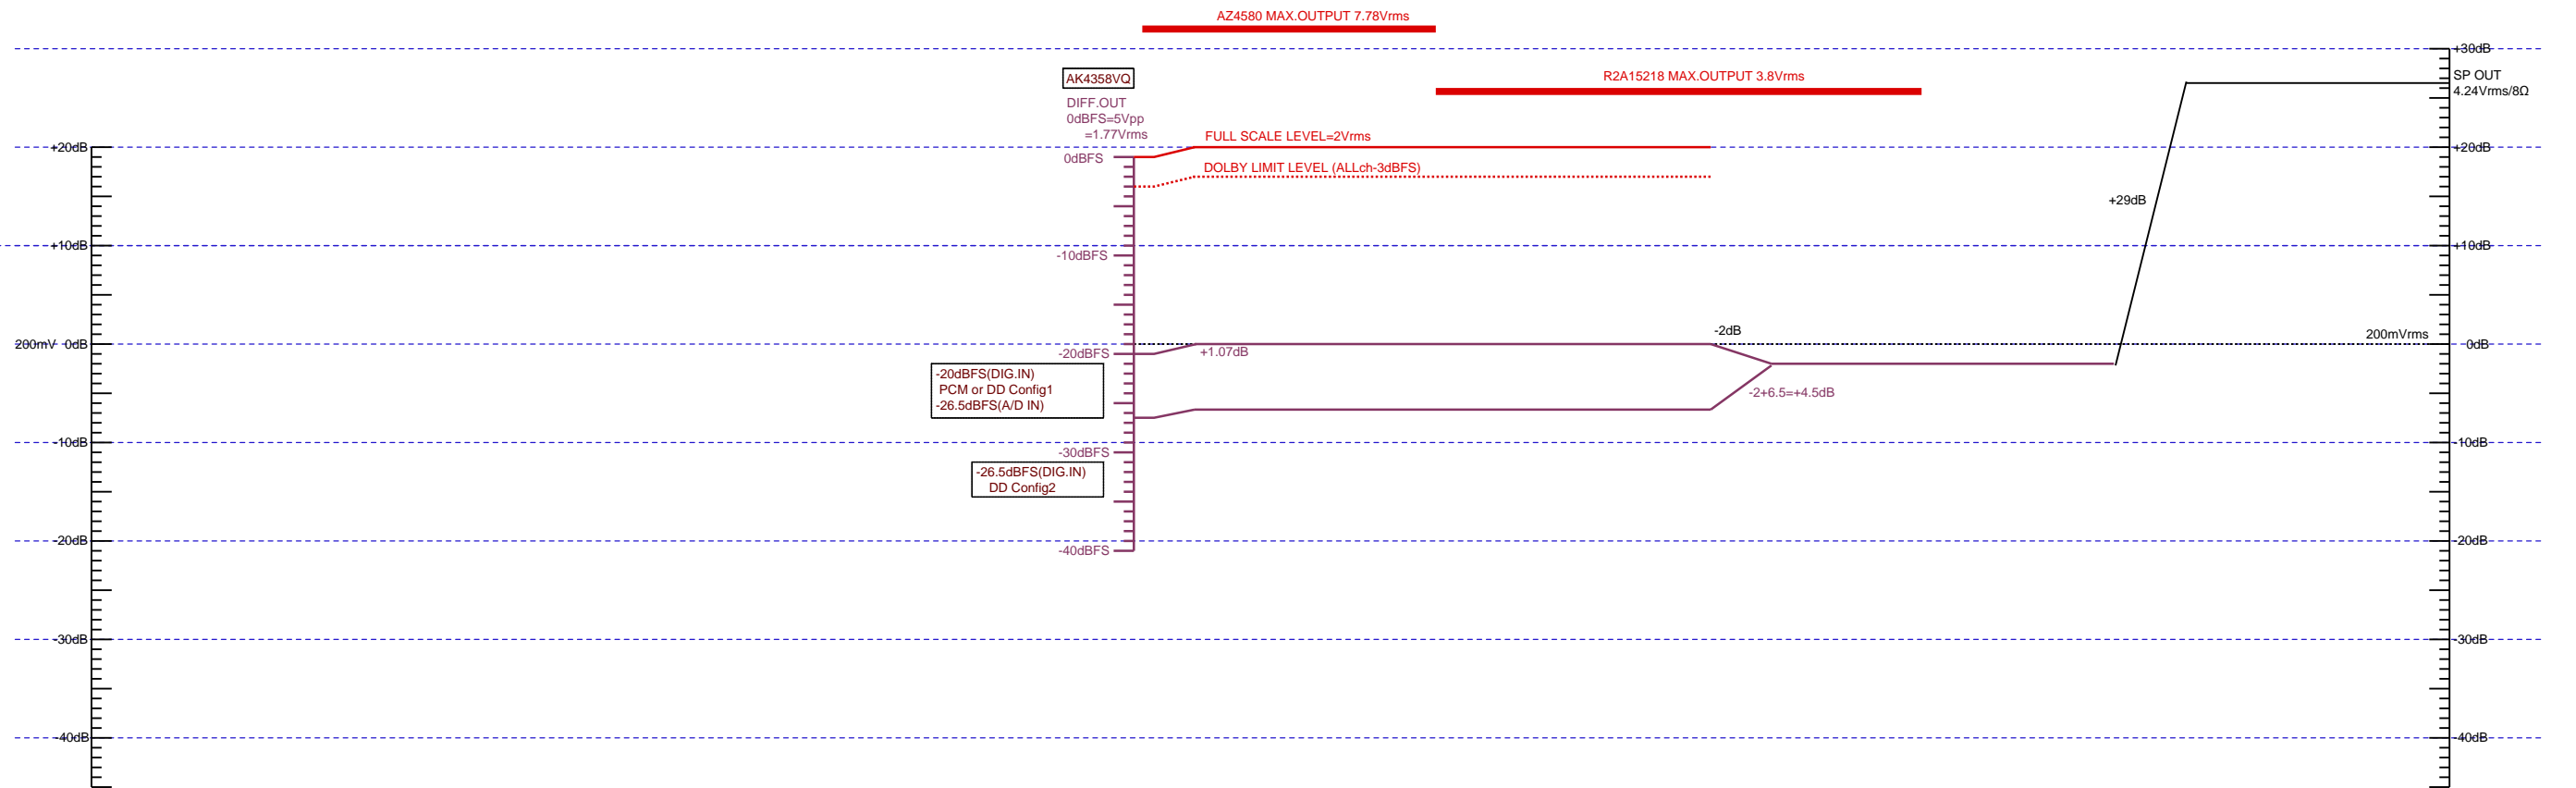 AZ4580 MAX.OUTPUT 7.78Vrms
+30dB
AK4358VQ
R2A15218 MAX.OUTPUT 3.8Vrms
SP OUT
4.24Vrms/8Ω
DIFF.OUT
0dBFS=5Vpp
=1.77Vrms
FULL SCALE LEVEL=2Vrms
+20dB
+20dB
0dBFS
DOLBY LIMIT LEVEL (ALLch-3dBFS)
+29dB
+10dB
+10dB
-10dBFS
-2dB
200mVrms
200mV 0dB
0dB
-20dBFS
+1.07dB
-20dBFS(DIG.IN)
PCM or DD Config1
-26.5dBFS(A/D IN)
-2+6.5=+4.5dB
-10dB
-10dB
-30dBFS
-26.5dBFS(DIG.IN)
DD Config2
-20dB
-20dB
-40dBFS
-30dB
-30dB
-40dB
-40dB